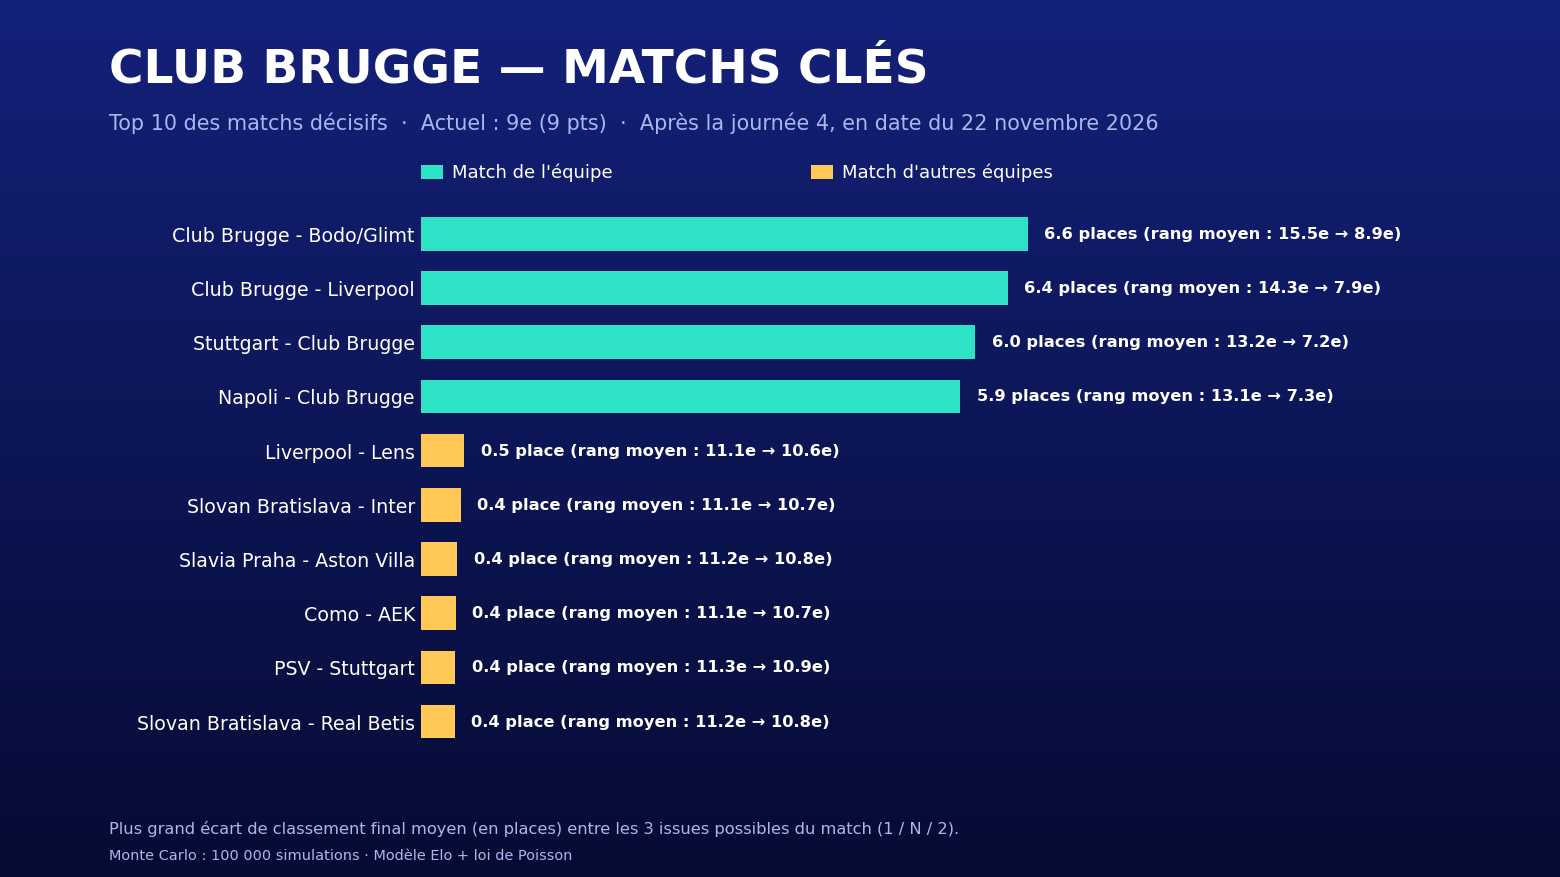 CLUB BRUGGE — MATCHS CLÉS
Top 10 des matchs décisifs · Actuel : 9e (9 pts) · Après la journée 4, en date du 22 novembre 2026
Match de l'équipe Match d'autres équipes
Club Brugge - Bodo/Glimt 6.6 places (rang moyen : 15.5e → 8.9e)
Club Brugge - Liverpool 6.4 places (rang moyen : 14.3e → 7.9e)
Stuttgart - Club Brugge 6.0 places (rang moyen : 13.2e → 7.2e)
Napoli - Club Brugge 5.9 places (rang moyen : 13.1e → 7.3e)
Liverpool - Lens 0.5 place (rang moyen : 11.1e → 10.6e)
Slovan Bratislava - Inter 0.4 place (rang moyen : 11.1e → 10.7e)
Slavia Praha - Aston Villa 0.4 place (rang moyen : 11.2e → 10.8e)
Como - AEK 0.4 place (rang moyen : 11.1e → 10.7e)
PSV - Stuttgart 0.4 place (rang moyen : 11.3e → 10.9e)
Slovan Bratislava - Real Betis 0.4 place (rang moyen : 11.2e → 10.8e)
Plus grand écart de classement final moyen (en places) entre les 3 issues possibles du match (1 / N / 2).
Monte Carlo : 100 000 simulations · Modèle Elo + loi de Poisson